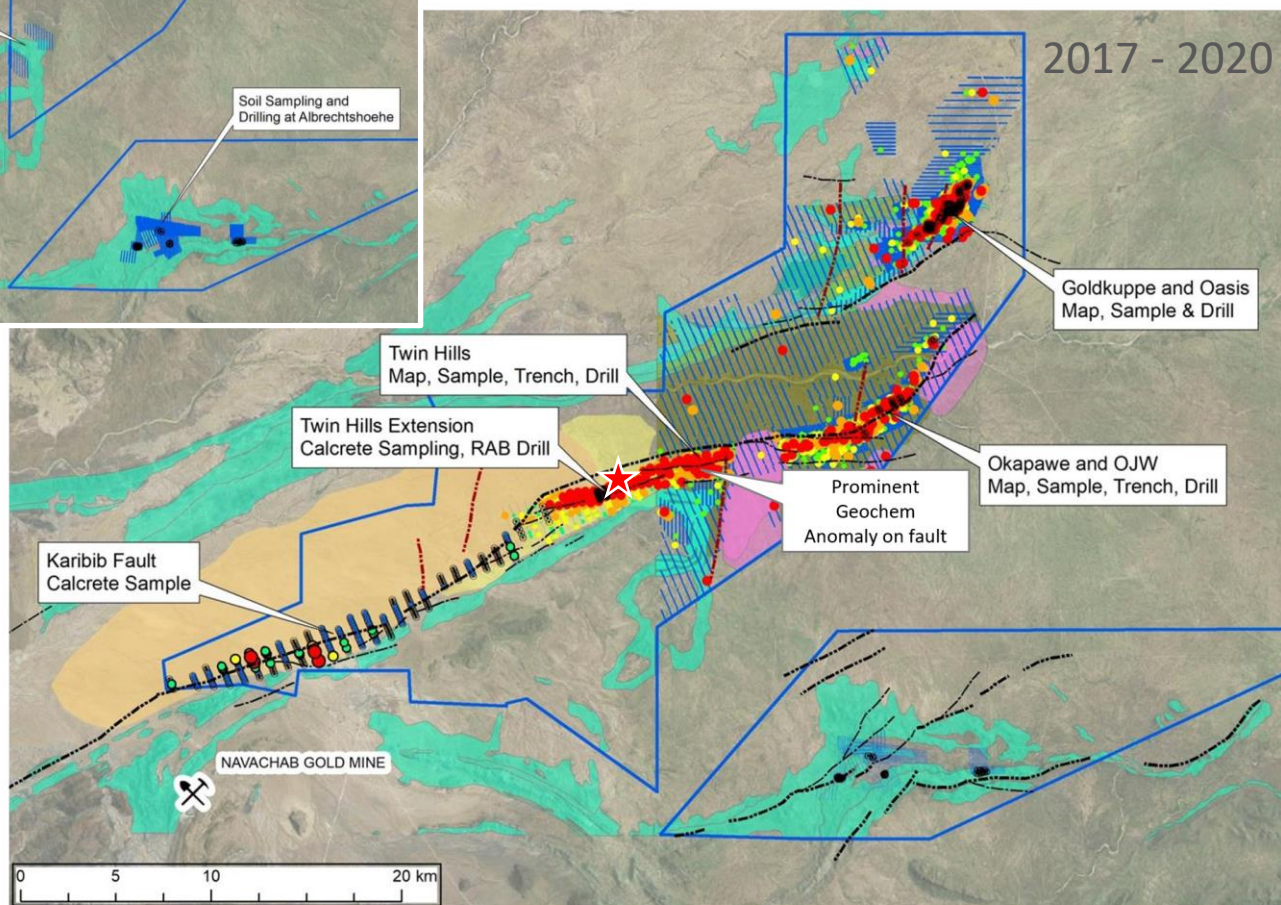 2017 - 2020
Soil Sampling and
Drilling at Albrechtshoehe
Goldkuppe and Oasis
Map, Sample & Drill
Twin Hills
Map, Sample, Trench, Drill
Twin Hills Extension
Calcrete Sampling, RAB Drill
Okapawe and OJW
Map, Sample, Trench, Drill
Prominent
Geochem
Anomaly on fault
Karibib Fault
Calcrete Sample
NAVACHAB GOLD MINE
0 5 10 20 km